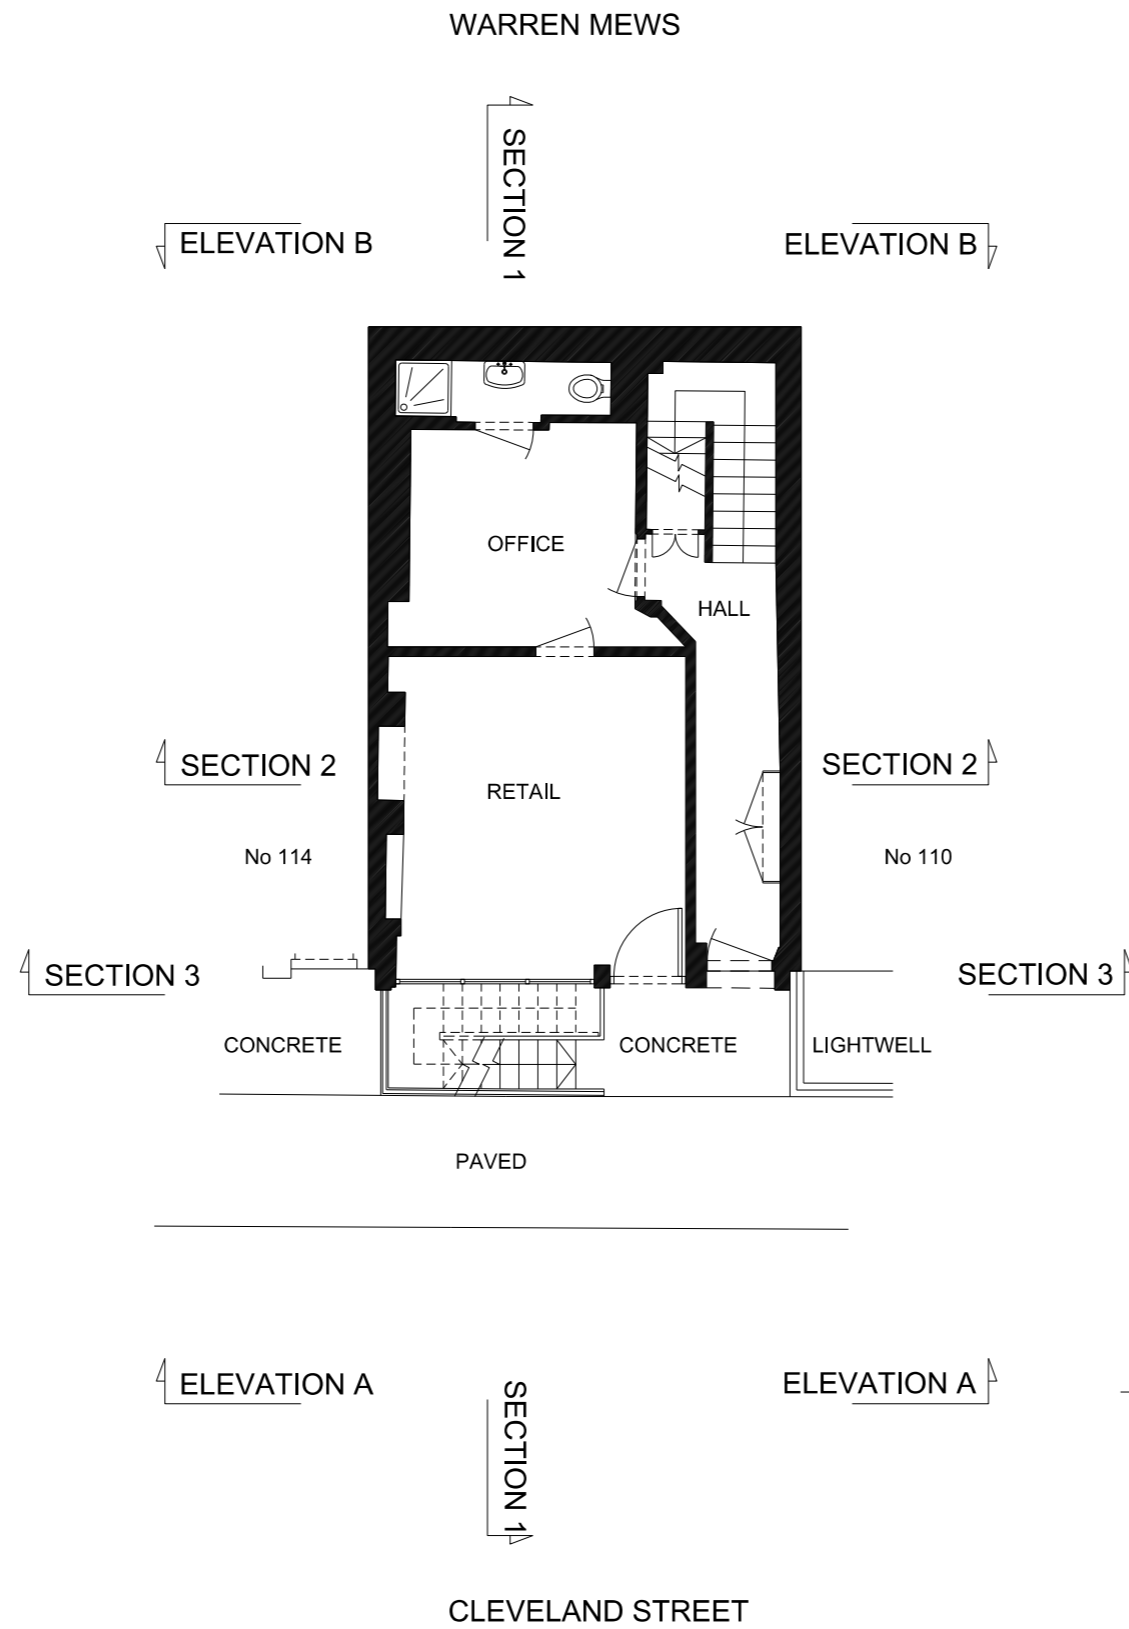 WARREN MEWS
SECTION 1
ELEVATION B
ELEVATION B
OFFICE
HALL
SECTION 2
SECTION 2
RETAIL
No 114
No 110
SECTION 3
SECTION 3
CONCRETE
CONCRETE
LIGHTWELL
PAVED
ELEVATION A
ELEVATION A
SECTION 1
CLEVELAND STREET